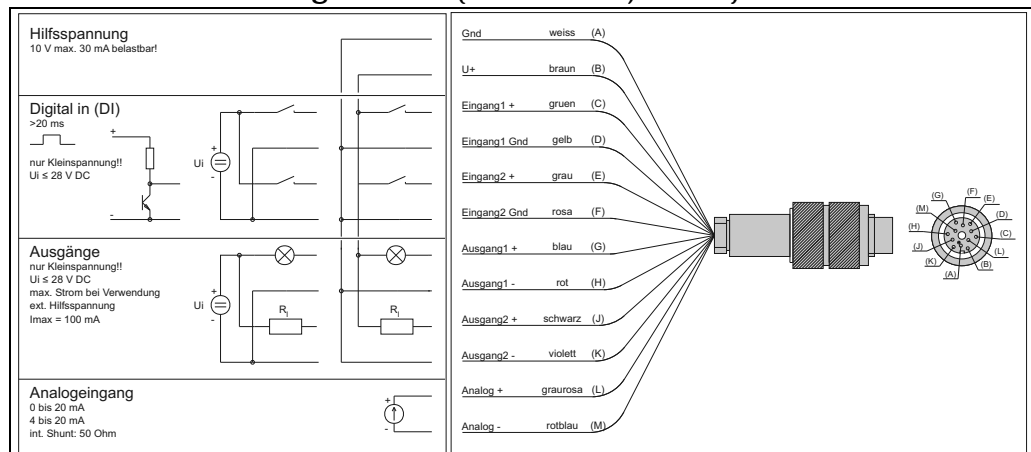 Hilfsspannung
10 V max. 30 mA belastbar!
Digital in (DI)
>20 ms
+
nur Kleinspannung!!
Ui ≤ 28 V DC
-
Ui
+
-
Ausgänge
nur Kleinspannung!!
Ui ≤ 28 V DC
max. Strom bei Verwendung
ext. Hilfsspannung
Imax = 100 mA
Ui
+
-
RI
RI
Analogeingang
0 bis 20 mA
4 bis 20 mA
int. Shunt: 50 Ohm
+
-
Gnd weiss (A)
U+ braun (B)
Eingang1 + gruen (C)
Eingang1 Gnd gelb (D)
Eingang2 + grau (E)
Eingang2 Gnd rosa (F)
Ausgang1 + blau (G)
Ausgang1 - rot (H)
Ausgang2 + schwarz (J)
Ausgang2 - violett (K)
Analog + graurosa (L)
Analog - rotblau (M)
(F)
(G)
(E)
(M)
(D)
(H)
(C)
(J)
(L)
(K)
(B)
(A)